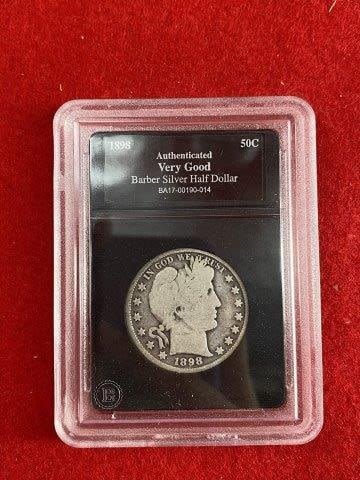 1898 50C
Authenticated
Very Good
Barber Silver Half Dollar
BA17-00190-014
IN GOD WE TRUST
1898